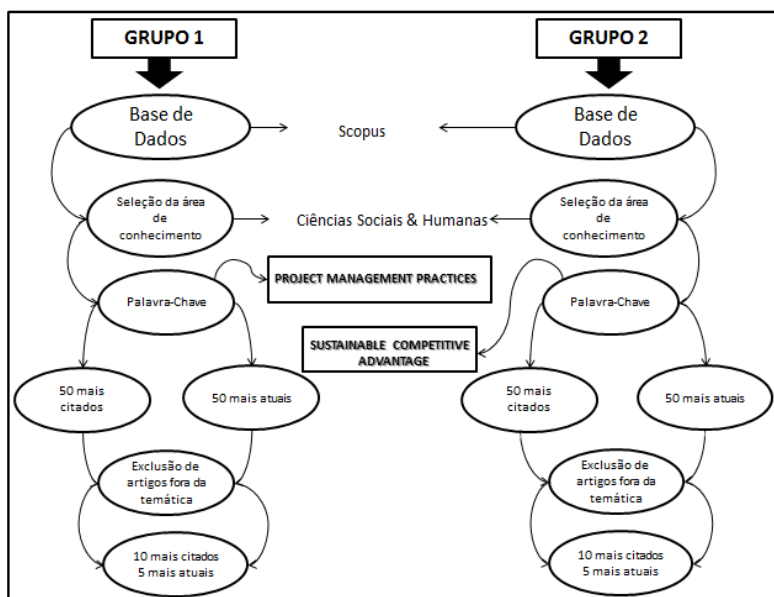 GRUPO 1
GRUPO 2
Base de
Dados
Scopus
Base de
Dados
Seleção da área
de
conhecimento
Ciências Sociais & Humanas
Seleção da área
de
conhecimento
Palavra-Chave
PROJECT MANAGEMENT PRACTICES
Palavra-Chave
SUSTAINABLE COMPETITIVE
ADVANTAGE
50 mais
citados
50 mais atuais
50 mais
citados
50 mais atuais
Exclusão de
artigos fora da
temática
Exclusão de
artigos fora da
temática
10 mais citados
5 mais atuais
10 mais citados
5 mais atuais